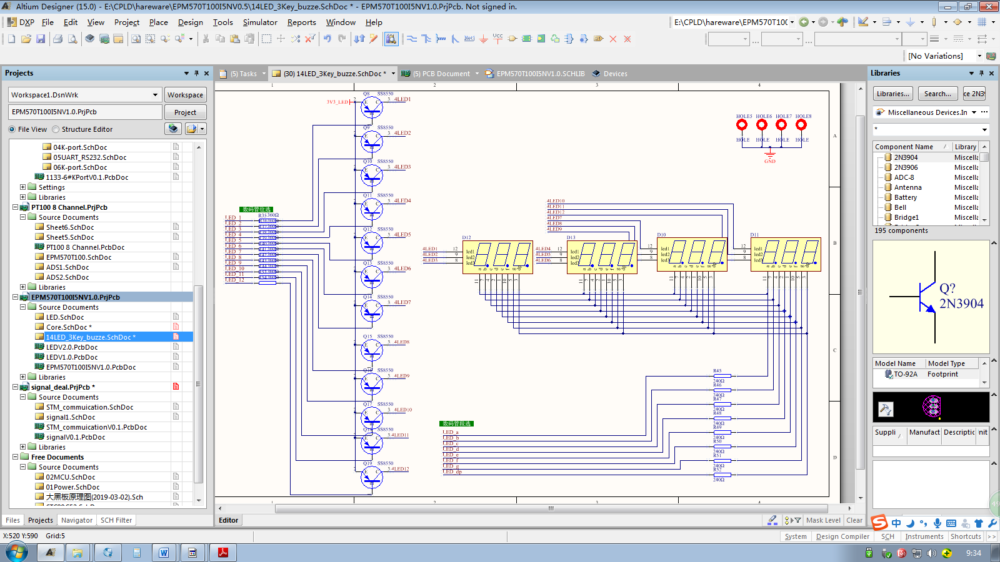 Altium Designer (15.0) - E:\CPLD\hareware\EPM570T100I5NV0.5\14LED_3Key_buzze.SchDoc * - EPM570T100I5NV1.0.PrjPcb. Not signed in.
DXP File Edit View Project Place Design Tools Simulator Reports Window Help
E:\CPLD\hareware\EPM570T10(
[No Variations]
Projects
Workspace1.DsnWrk
Workspace
EPM570T100I5NV1.0.PrjPcb
Project
File View
Structure Editor
04K-port.SchDoc
05UART_RS232.SchDoc
06K-port.SchDoc
1133-6#KPortV0.1.PcbDoc
Settings
Libraries
PT100 8 Channel.PrjPcb
Source Documents
Sheet6.SchDoc
Sheet5.SchDoc
PT100 8 Channel.PcbDoc
EPM50T100.SchDoc
ADS1.SchDoc
ADS2.SchDoc
Libraries
EPM570T100I5NV1.0.PrjPcb
Source Documents
LED.SchDoc
Core.SchDoc *
14LED_3Key_buzze.SchDoc *
LEDV2.0.PcbDoc
LEDV1.0.PcbDoc
EPM570T100I5NV1.0.PcbDoc
Libraries
signal_deal.PrjPcb *
Source Documents
STM_commuication.SchDoc
signal1.SchDoc
STM_commuicationV0.1.PcbDoc
signalV0.1.PcbDoc
Libraries
Free Documents
Source Documents
02MCU.SchDoc
01Power.SchDoc
大黑板原理图(2019-03-02).Sch
Files Projects Navigator SCH Filter
(5) Tasks
(30) 14LED_3Key_buzze.SchDoc *
(5) PCB Document
EPM570T100I5NV1.0.SCHLIB
Devices
2 3 4
3V3_LED
Q8 SS8550
E C 3 4LED1
Q9 SS8550
E C 3 4LED2
Q10 SS8550
E C 3 4LED3
Q11 SS8550
E C 3 4LED4
Q12 SS8550
E C 3 4LED5
Q13 SS8550
E C 3 4LED6
Q14 SS8550
E C 3 4LED7
Q15 SS8550
E C 3 4LED8
SS8550
E C 3 4LED9
Q17 SS8550
E C 3 4LED10
SS8550
E C 3 4LED11
Q19 SS8550
E C 3 4LED12
数码管位选
R35 360Ω
LED_1
LED_2
LED_3
LED_4
LED_5
LED_6
LED_7
LED_8
LED_9
LED_10
LED_11
LED_12
HOLE5 HOLE6 HOLE7 HOLE8
HOLE HOLE HOLE HOLE
GND
A
B
C
D
4LED10
4LED11
4LED12
4LED7
4LED8
4LED9
D12 D13 D10 D11
4LED1 12 led1
4LED2 9 led2
4LED3 8 led3
4LED4 12 led1
4LED5 9 led2
4LED6 8 led3
12 led1
9 led2
8 led3
12 led1
9 led2
8 led3
a b c d e f g dp
11 7 4 2 1 10 5 3
数码管段选
LED_a
LED_b
LED_c
LED_d
LED_e
LED_f
LED_g
LED_dp
R45
240Ω
R46
240Ω
R47
240Ω
R48
240Ω
R49
240Ω
R50
240Ω
R51
240Ω
R52
240Ω
1 2 3 4
Editor
Mask Level Clear
Libraries
Libraries... Search... ce 2N39
Miscellaneous Devices.In
*
Component Name Library
2N3904 Miscella
2N3906 Miscella
ADC-8 Miscella
Antenna Miscella
Battery Miscella
Bell Miscella
Bridge1 Miscella
195 components
Q?
2N3904
Model Name Model Type
TO-92A Footprint
Suppli Manufact Descriptic nit
中
X:520 Y:590 Grid:5
System Design Compiler SCH Instruments Shortcuts >>
9:34